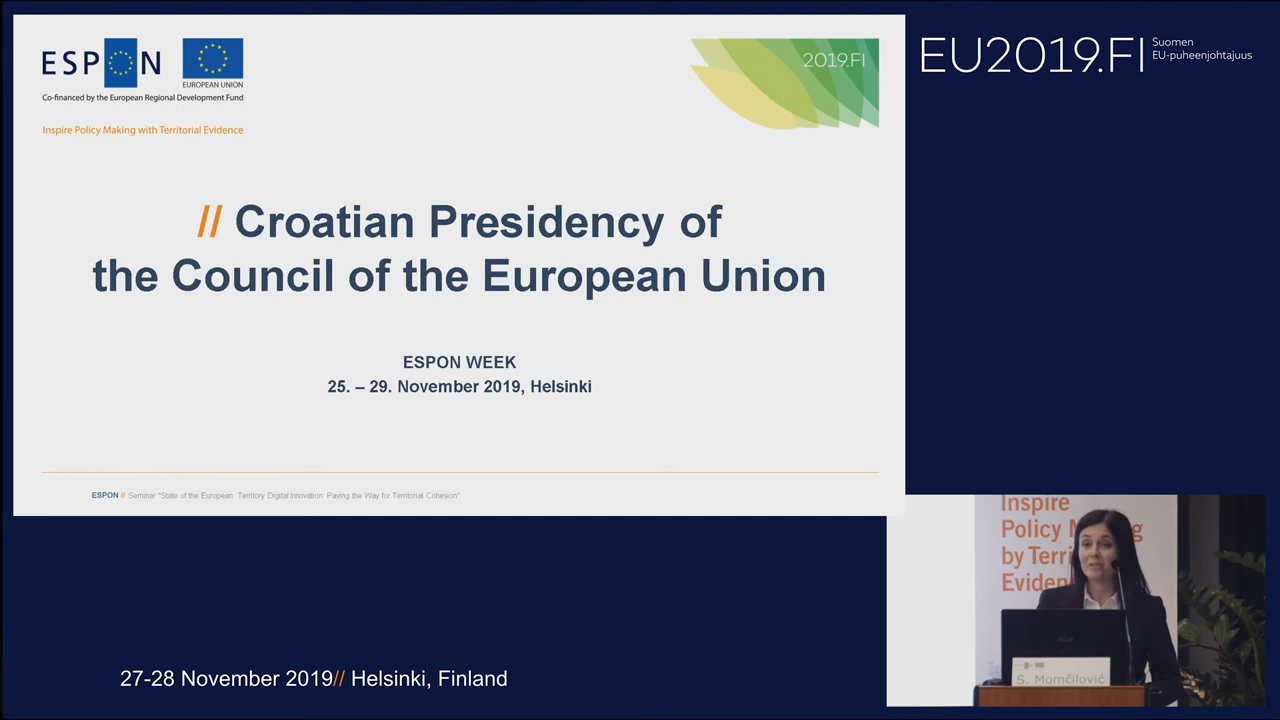 ESPON
EUROPEAN UNION
Co-financed by the European Regional Development Fund
Inspire Policy Making with Territorial Evidence
2019.FI
EU2019.FI
Suomen
EU-puheenjohtajuus
// Croatian Presidency of
the Council of the European Union
ESPON WEEK
25. – 29. November 2019, Helsinki
ESPON // Seminar "State of the European Territory Digital Innovation Paving the Way for Territorial Cohesion"
Inspire
Policy M g
by Terri
Eviden
S. Momčilović
27-28 November 2019// Helsinki, Finland